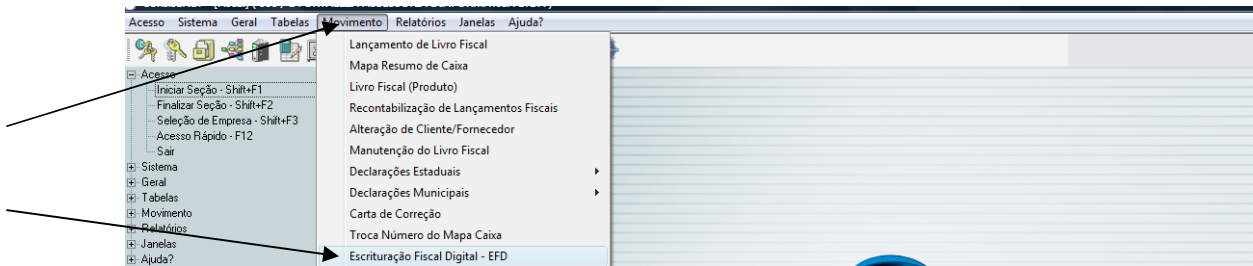 Acesso Sistema Geral Tabelas Movimento Relatórios Janelas Ajuda?
Lançamento de Livro Fiscal
Mapa Resumo de Caixa
Livro Fiscal (Produto)
Recontabilização de Lançamentos Fiscais
Alteração de Cliente/Fornecedor
Manutenção do Livro Fiscal
Declarações Estaduais
Declarações Municipais
Carta de Correção
Troca Número do Mapa Caixa
Escrituração Fiscal Digital - EFD
Acesso
Iniciar Seção - Shift+F1
Finalizar Seção - Shift+F2
Seleção de Empresa - Shift+F3
Acesso Rápido - F12
Sair
Sistema
Geral
Tabelas
Movimento
Relatórios
Janelas
Ajuda?